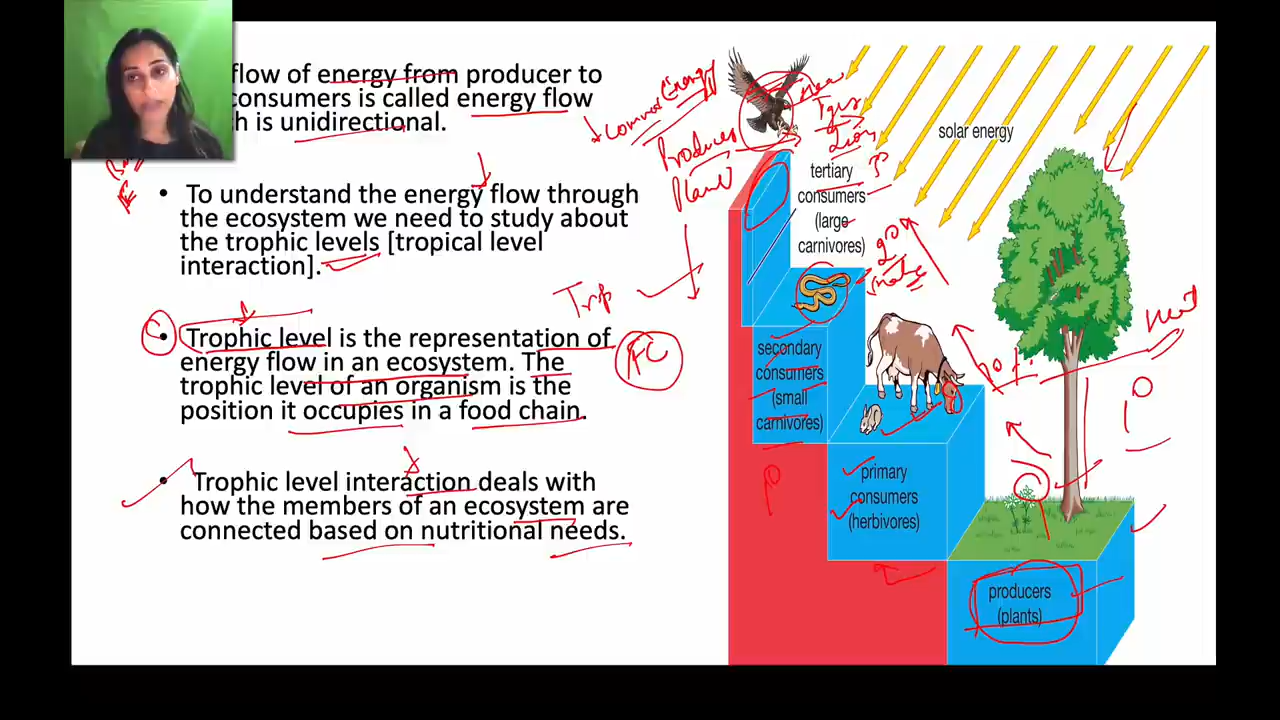 flow of energy from producer to
consumers is called energy flow
h is unidirectional.
• To understand the energy flow through
the ecosystem we need to study about
the trophic levels [tropical level
interaction].
• Trophic level is the representation of
energy flow in an ecosystem. The
trophic level of an organism is the
position it occupies in a food chain.
• Trophic level interaction deals with
how the members of an ecosystem are
connected based on nutritional needs.
Energy
Producer
Plant
Lion
solar energy
tertiary
consumers
(large
carnivores)
snake
secondary
consumers
(small
carnivores)
primary
consumers
(herbivores)
producers
(plants)